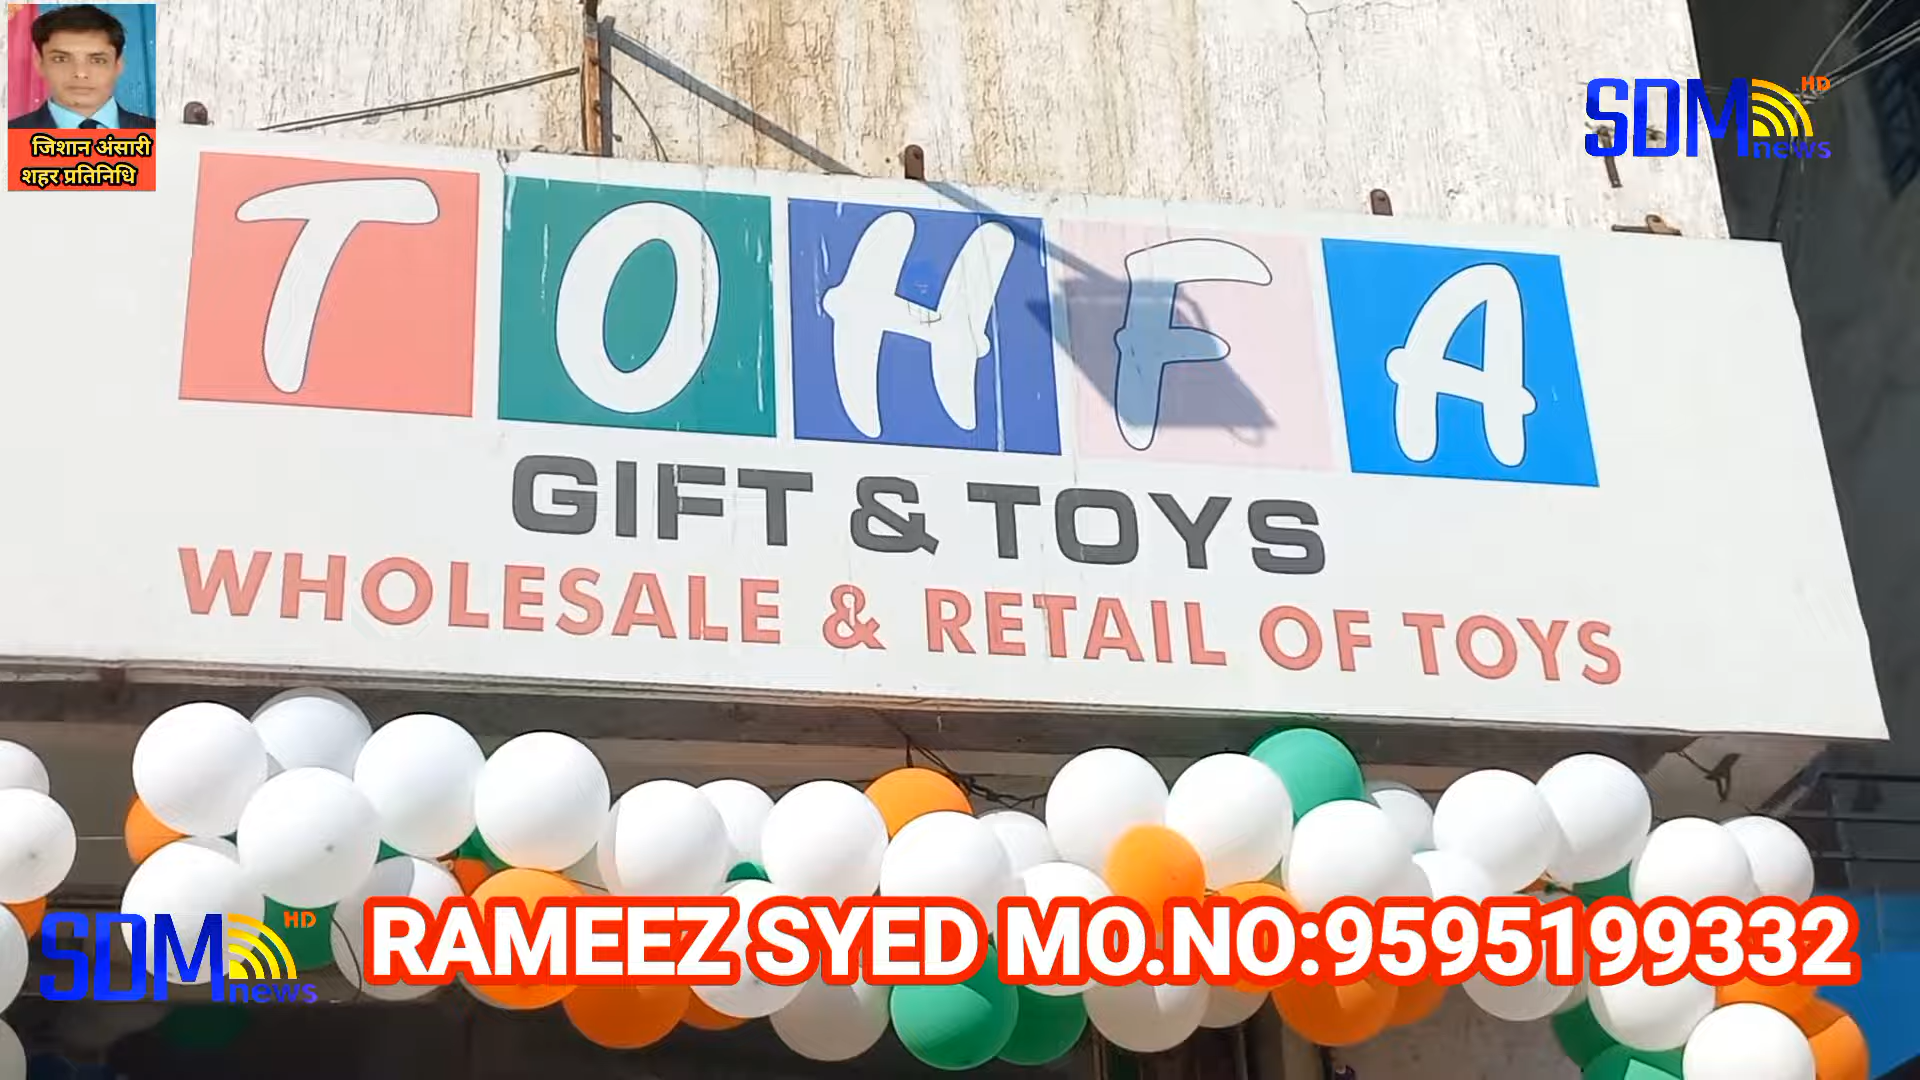 जिशान अंसारी
शहर प्रतिनिधि
SDM HD
news
TOHFA
GIFT & TOYS
WHOLESALE & RETAIL OF TOYS
SDM HD
news
RAMEEZ SYED MO.NO:9595199332